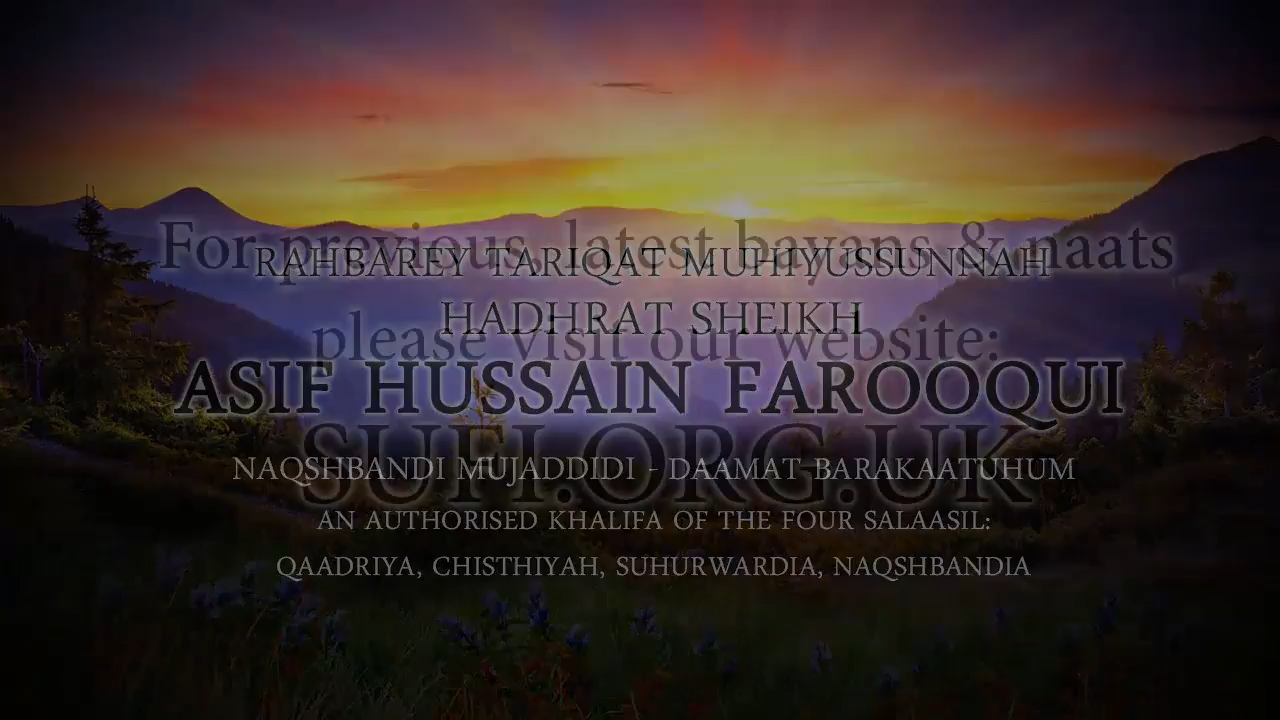 For previous, latest bayans & naats
RAHBAREY TARIQAT MUHIYUSSUNNAH
HADHRAT SHEIKH
please visit our website:
ASIF HUSSAIN FAROOQUI
SUFI.ORG.UK
NAQSHBANDI MUJADDIDI - DAAMAT BARAKAATUHUM
AN AUTHORISED KHALIFA OF THE FOUR SALAASIL:
QAADRIYA, CHISTHIYAH, SUHURWARDIA, NAQSHBANDIA